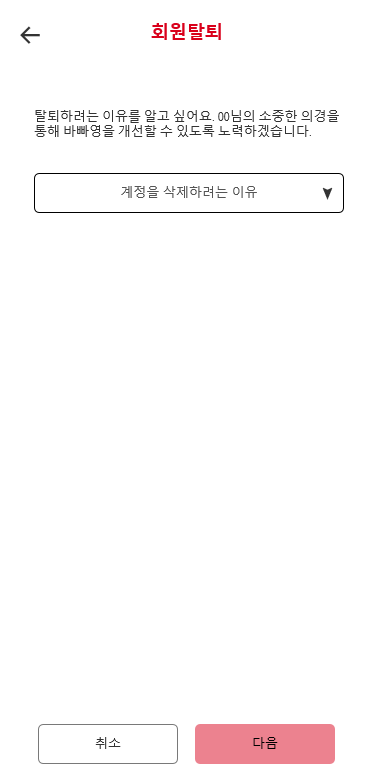 회원탈퇴
탈퇴하려는 이유를 알고 싶어요. 00님의 소중한 의경을
통해 바빠영을 개선할 수 있도록 노력하겠습니다.
계정을 삭제하려는 이유
취소
다음